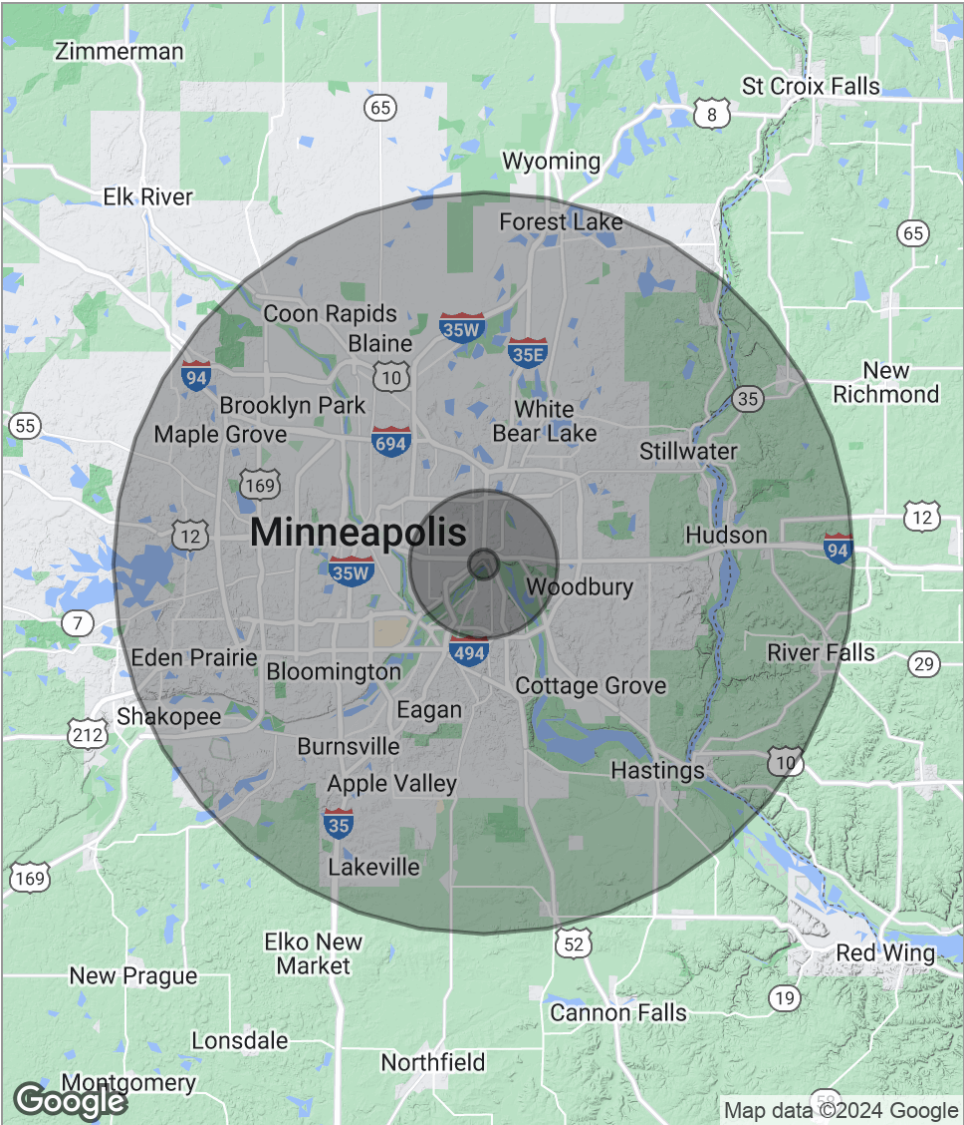 Zimmerman
St Croix Falls
65
8
Wyoming
Elk River
Forest Lake
65
Coon Rapids
35W
Blaine
35E
94
10
New
Richmond
35
Brooklyn Park
White
Bear Lake
55
Maple Grove
694
Stillwater
169
12
Minneapolis
12
Hudson
94
35W
Woodbury
7
494
Eden Prairie
Bloomington
River Falls
29
Cottage Grove
Eagan
Shakopee
212
Burnsville
10
Hastings
Apple Valley
35
Lakeville
169
Elko New
Market
52
Red Wing
New Prague
19
Cannon Falls
Lonsdale
Northfield
Montgomery
Google
58
Map data ©2024 Google